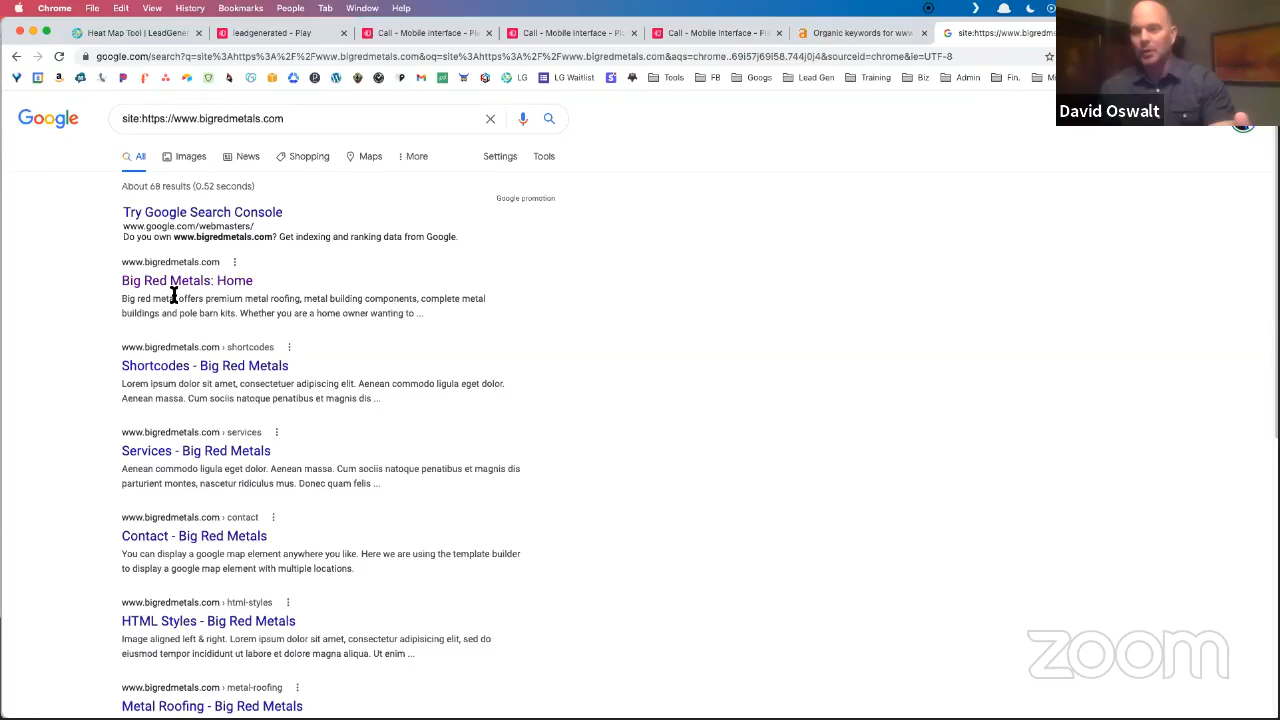 Chrome File Edit View History Bookmarks People Tab Window Help
Heat Map Tool | LeadGener
leadgenerated - Play
Call - Mobile interface - Pl
Call - Mobile interface - Pl
Call - Mobile interface - Pl
Organic keywords for www.
site:https://www.bigredm
google.com/search?q=site%3Ahttps%3A%2F%2Fwww.bigredmetals.com&oq=site%3Ahttps%3A%2F%2Fwww.bigredmetals.com&aqs=chrome..69i57j69i58.744j0j4&sourceid=chrome&ie=UTF-8
LG LG Waitlist Tools FB Googs Lead Gen Training Biz Admin Fin.
David Oswalt
Google
site:https://www.bigredmetals.com
All Images News Shopping Maps More Settings Tools
About 68 results (0.52 seconds)
Google promotion
Try Google Search Console
www.google.com/webmasters/
Do you own www.bigredmetals.com? Get indexing and ranking data from Google.
www.bigredmetals.com
Big Red Metals: Home
Big red metal offers premium metal roofing, metal building components, complete metal
buildings and pole barn kits. Whether you are a home owner wanting to ...
www.bigredmetals.com › shortcodes
Shortcodes - Big Red Metals
Lorem ipsum dolor sit amet, consectetuer adipiscing elit. Aenean commodo ligula eget dolor.
Aenean massa. Cum sociis natoque penatibus et magnis dis ...
www.bigredmetals.com › services
Services - Big Red Metals
Aenean commodo ligula eget dolor. Aenean massa. Cum sociis natoque penatibus et magnis dis
parturient montes, nascetur ridiculus mus. Donec quam felis ...
www.bigredmetals.com › contact
Contact - Big Red Metals
You can display a google map element anywhere you like. Here we are using the template builder
to display a google map element with multiple locations.
www.bigredmetals.com › html-styles
HTML Styles - Big Red Metals
Image aligned left & right. Lorem ipsum dolor sit amet, consectetur adipisicing elit, sed do
eiusmod tempor incididunt ut labore et dolore magna aliqua. Ut enim ...
www.bigredmetals.com › metal-roofing
Metal Roofing - Big Red Metals
zoom